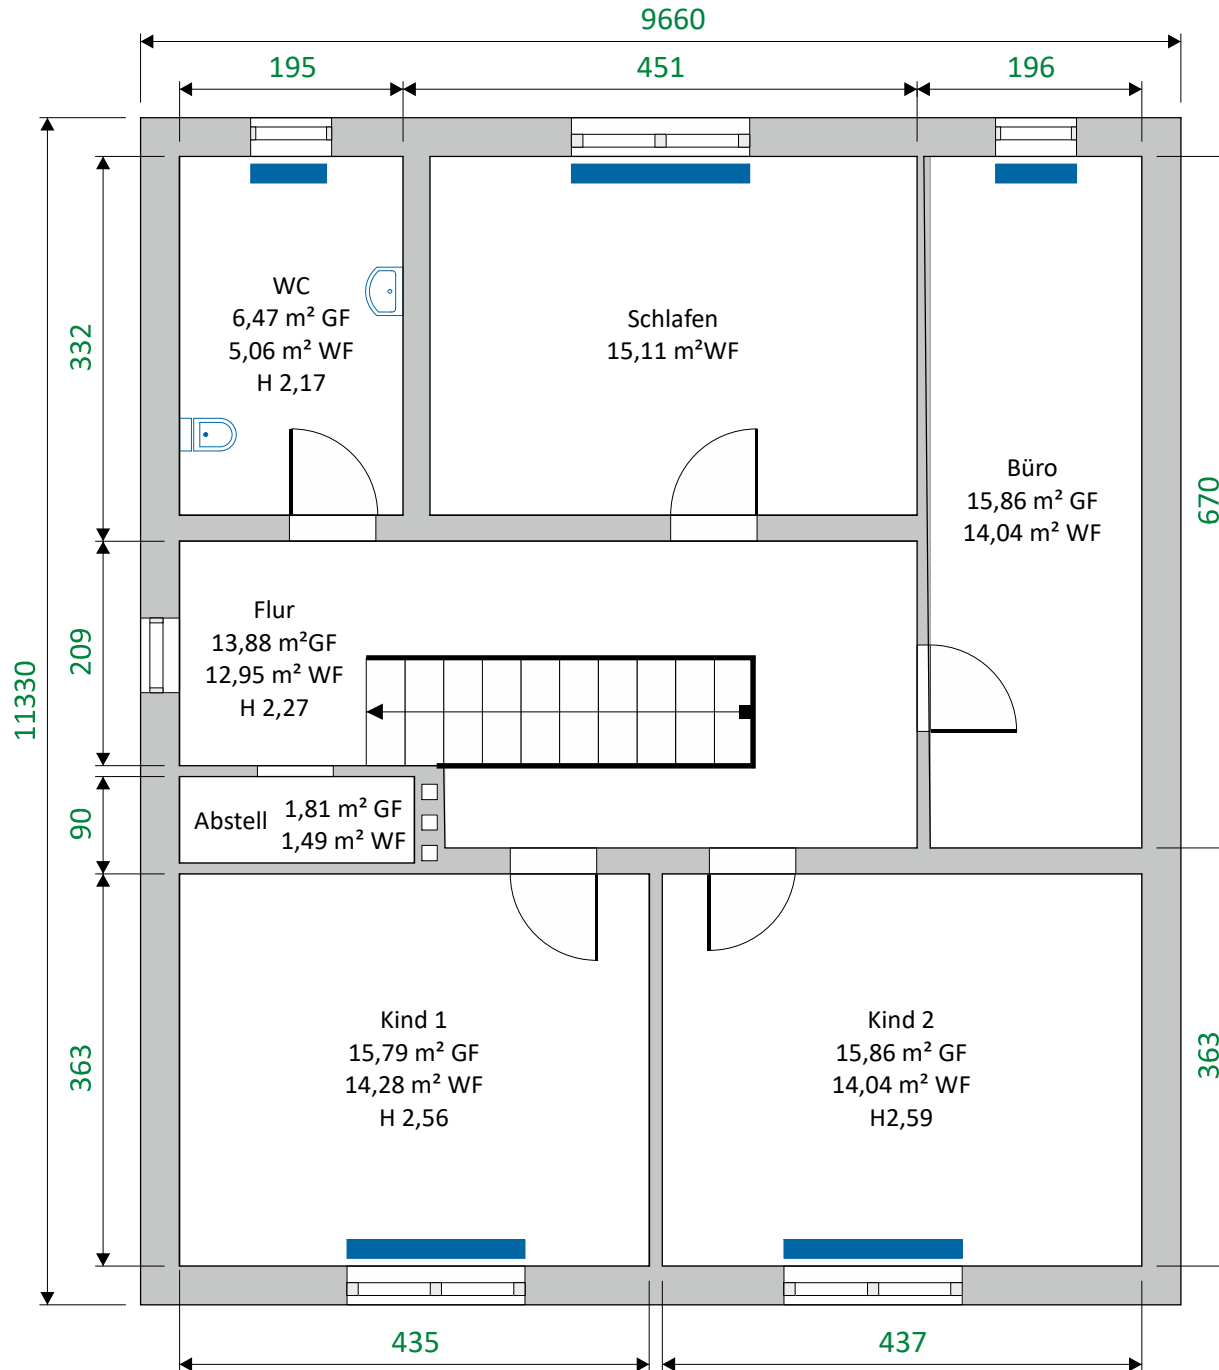 9660
195
451
196
WC
6,47 m² GF
5,06 m² WF
H 2,17
Schlafen
15,11 m²WF
332
Büro
15,86 m² GF
14,04 m² WF
670
Flur
13,88 m²GF
12,95 m² WF
H 2,27
209
11330
Abstell
1,81 m² GF
1,49 m² WF
90
Kind 1
15,79 m² GF
14,28 m² WF
H 2,56
Kind 2
15,86 m² GF
14,04 m² WF
H2,59
363
363
435
437